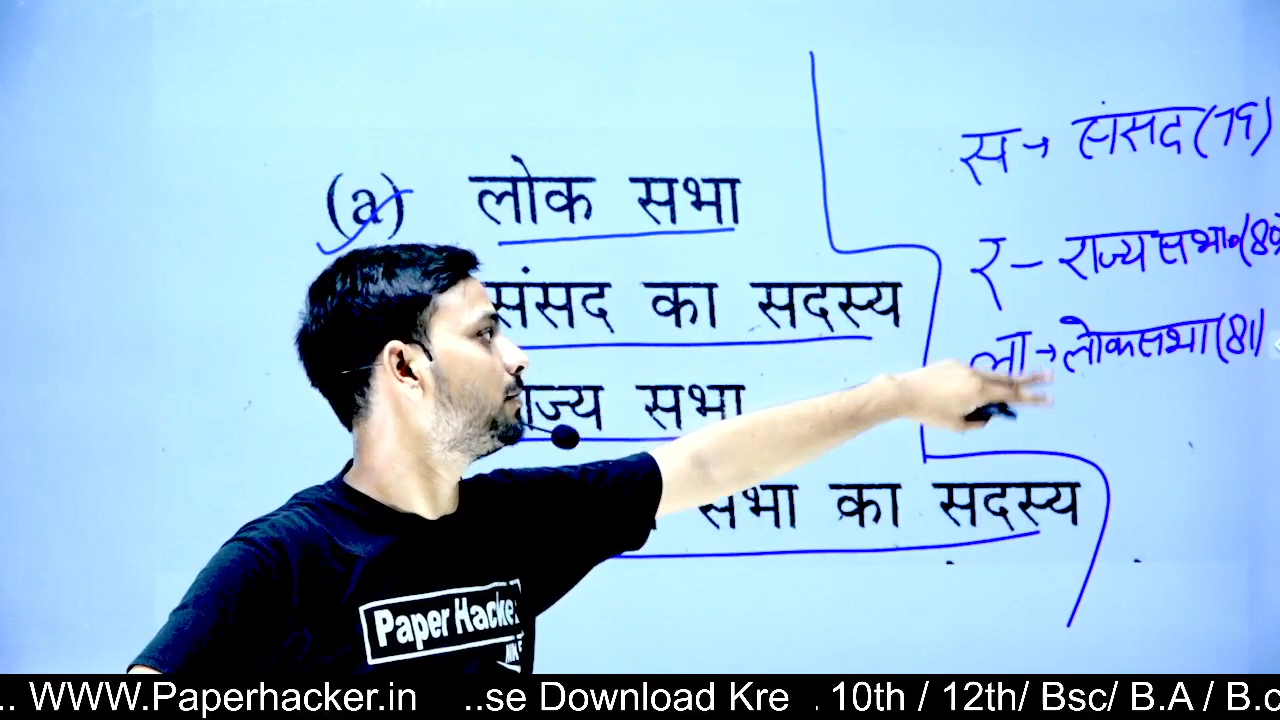 (a) लोक सभा
संसद का सदस्य
राज्य सभा
सभा का सदस्य
स → संसद (79)
र – राज्य सभा (80)
ला → लोकसभा (81)
Paper Hacker
.. WWW.Paperhacker.in ..se Download Kre . 10th / 12th/ Bsc/ B.A / B.c